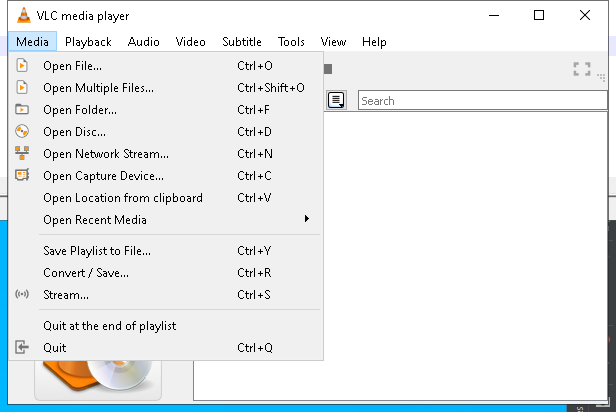 VLC media player
Media Playback Audio Video Subtitle Tools View Help
Open File... Ctrl+O
Open Multiple Files... Ctrl+Shift+O
Open Folder... Ctrl+F
Open Disc... Ctrl+D
Open Network Stream... Ctrl+N
Open Capture Device... Ctrl+C
Open Location from clipboard Ctrl+V
Open Recent Media
Save Playlist to File... Ctrl+Y
Convert / Save... Ctrl+R
Stream... Ctrl+S
Quit at the end of playlist
Quit Ctrl+Q
Search